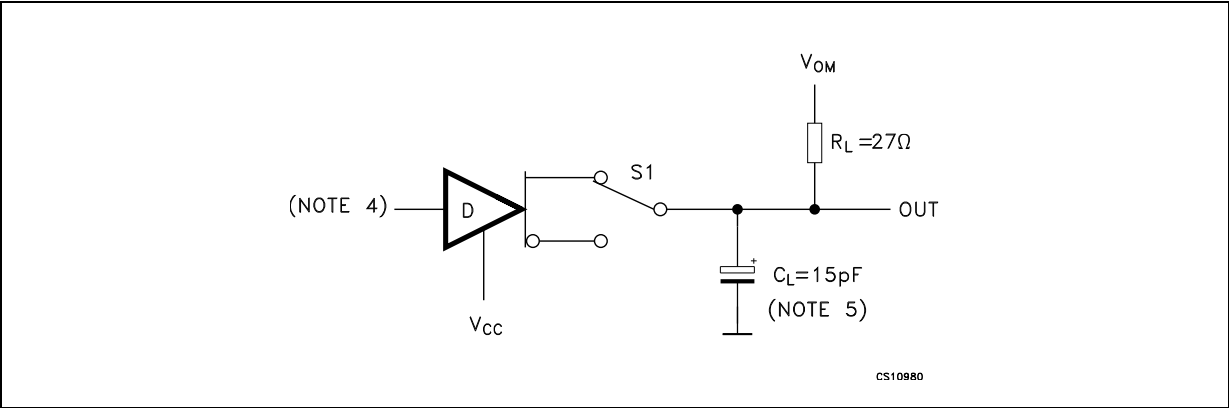 V_OM
R_L =27Ω
S1
(NOTE 4)
D
OUT
C_L=15pF
(NOTE 5)
V_CC
CS10980